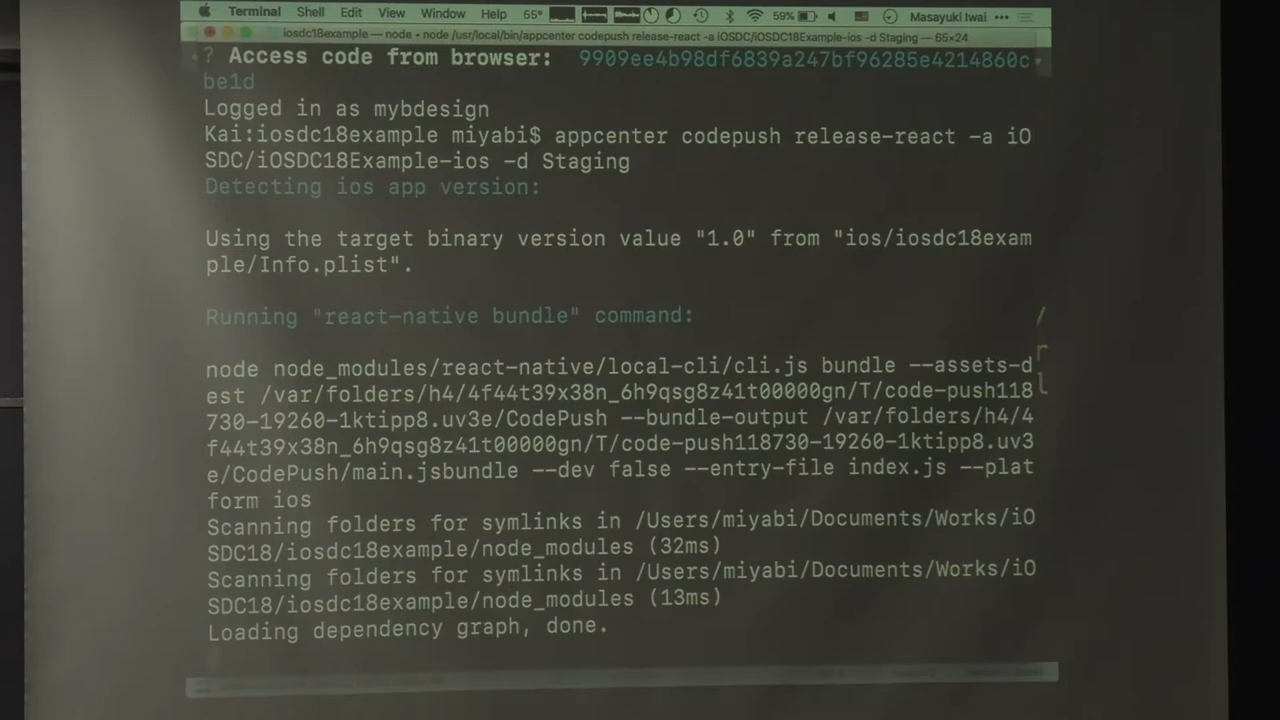 Terminal Shell Edit View Window Help 55° 59% Masayuki Iwai
iosdc18example — node • node /usr/local/bin/appcenter codepush release-react -a iOSDC/iOSDC18Example-ios -d Staging — 65×24
? Access code from browser: 9909ee4b98df6839a247bf96285e4214860c
be1d
Logged in as mybdesign
Kai:iosdc18example miyabi$ appcenter codepush release-react -a iO
SDC/iOSDC18Example-ios -d Staging
Detecting ios app version:
Using the target binary version value "1.0" from "ios/iosdc18exam
ple/Info.plist".
Running "react-native bundle" command:
node node_modules/react-native/local-cli/cli.js bundle --assets-d
est /var/folders/h4/4f44t39x38n_6h9qsg8z41t00000gn/T/code-push118
730-19260-1ktipp8.uv3e/CodePush --bundle-output /var/folders/h4/4
f44t39x38n_6h9qsg8z41t00000gn/T/code-push118730-19260-1ktipp8.uv3
e/CodePush/main.jsbundle --dev false --entry-file index.js --plat
form ios
Scanning folders for symlinks in /Users/miyabi/Documents/Works/iO
SDC18/iosdc18example/node_modules (32ms)
Scanning folders for symlinks in /Users/miyabi/Documents/Works/iO
SDC18/iosdc18example/node_modules (13ms)
Loading dependency graph, done.